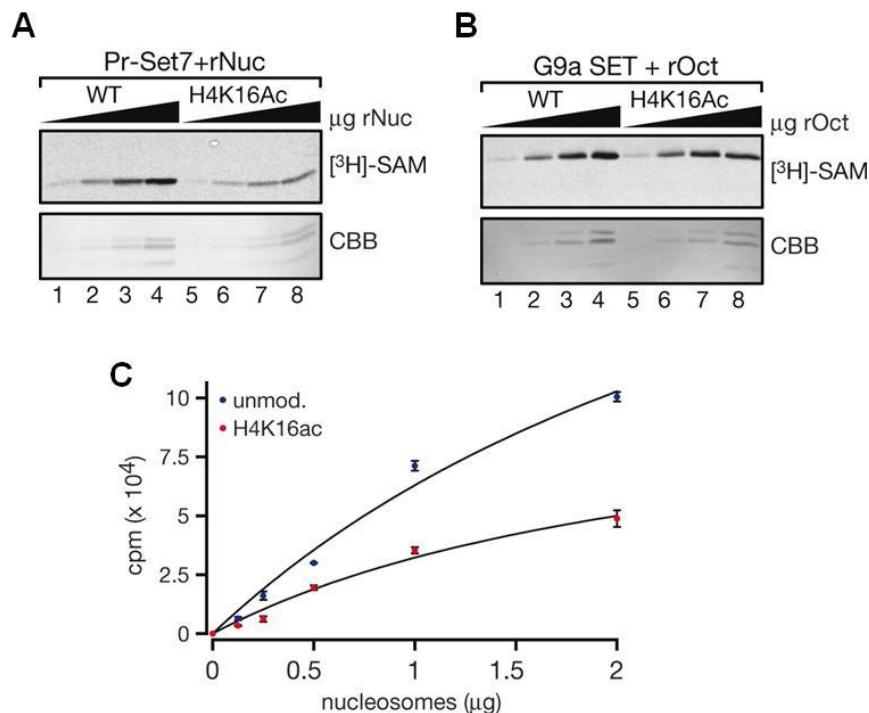 A
Pr-Set7+rNuc
WT H4K16Ac
μg rNuc
[³H]-SAM
CBB
1 2 3 4 5 6 7 8
B
G9a SET + rOct
WT H4K16Ac
μg rOct
[³H]-SAM
CBB
1 2 3 4 5 6 7 8
C
unmod.
H4K16ac
cpm (x 10⁴)
10
7.5
5
2.5
0
0 0.5 1 1.5 2
nucleosomes (μg)